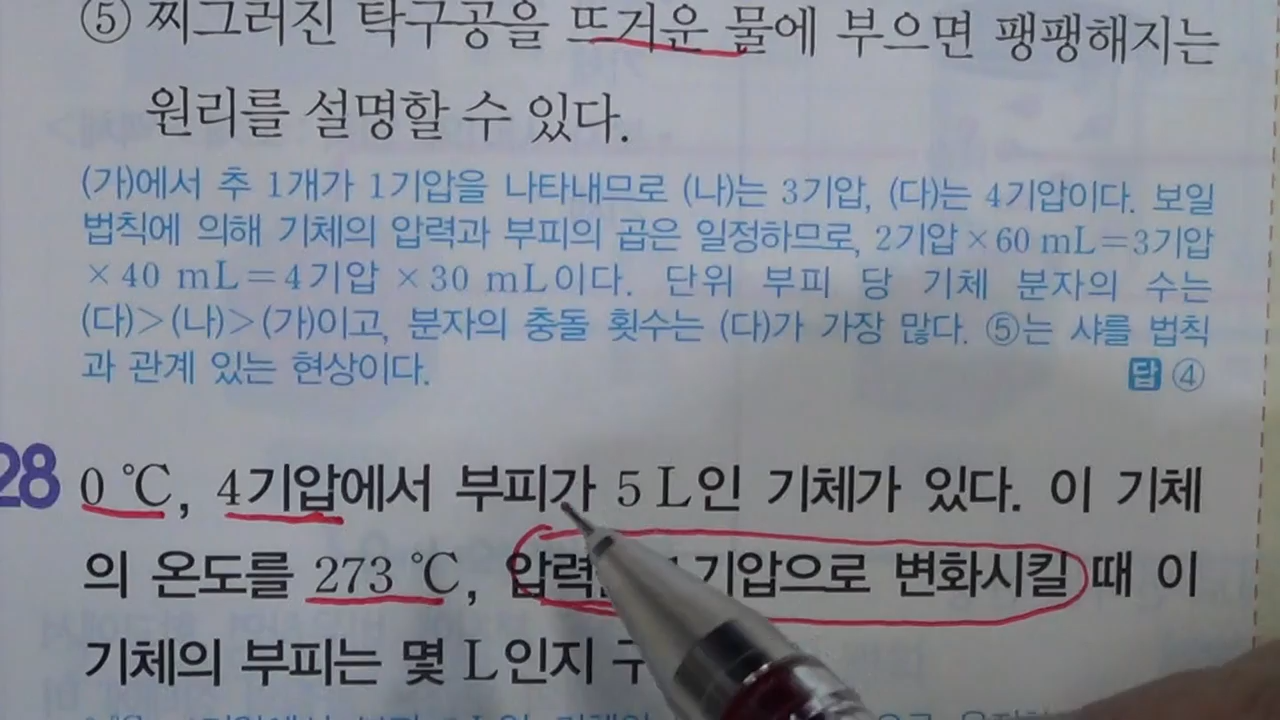 ⑤ 찌그러진 탁구공을 뜨거운 물에 부으면 팽팽해지는
원리를 설명할 수 있다.
(가)에서 추 1개가 1기압을 나타내므로 (나)는 3기압, (다)는 4기압이다. 보일
법칙에 의해 기체의 압력과 부피의 곱은 일정하므로, 2기압×60 mL=3기압
×40 mL=4기압×30 mL이다. 단위 부피 당 기체 분자의 수는
(다)>(나)>(가)이고, 분자의 충돌 횟수는 (다)가 가장 많다. ⑤는 샤를 법칙
과 관계 있는 현상이다. 답 ④
28 0 ℃, 4기압에서 부피가 5 L인 기체가 있다. 이 기체
의 온도를 273 ℃, 1기압으로 변화시킬 때 이
기체의 부피는 몇 L인지